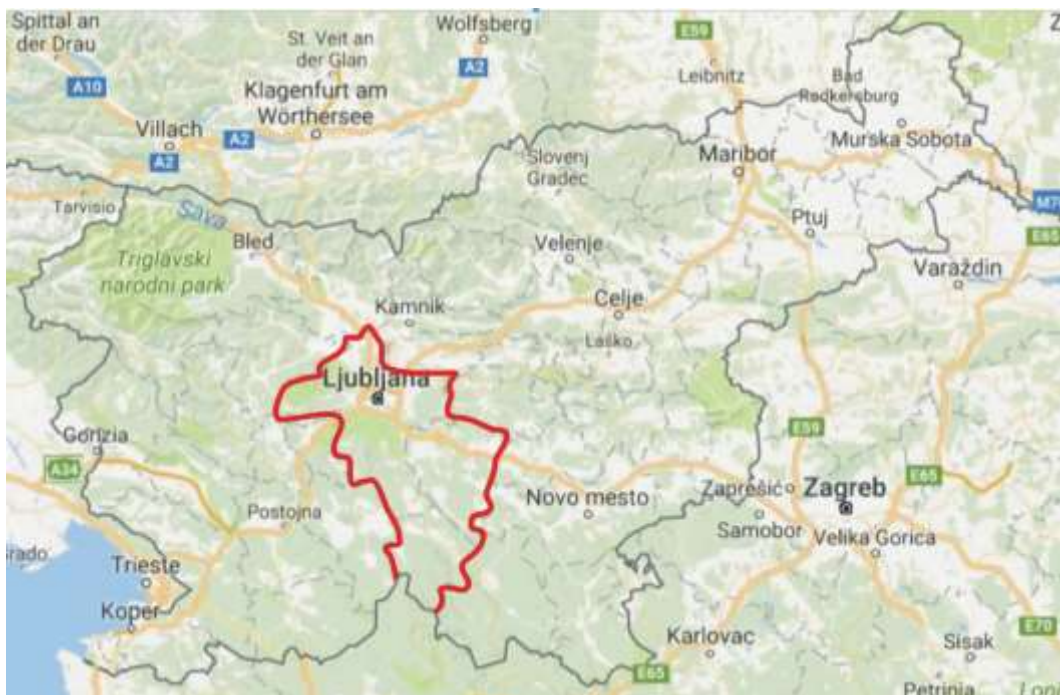 Spittal an
der Drau
A10
Villach
A2
A2
St. Veit an
der Glan
Klagenfurt am
Wörthersee
Wolfsberg
A2
E59
Leibnitz
Bad
Radkersburg
Murska Sobota
Maribor
Slovenj
Gradec
Tarvisio
Sava
Bled
Triglavski
narodni park
Velenje
Ptuj
E65
Varaždin
Kamnik
Celje
Laško
Ljubljana
Gorizia
A34
E59
E65
Novo mesto
Zaprešić
Zagreb
Samobor
Velika Gorica
Postojna
Trieste
Koper
Karlovac
E65
E70
Sisak
Petrinja